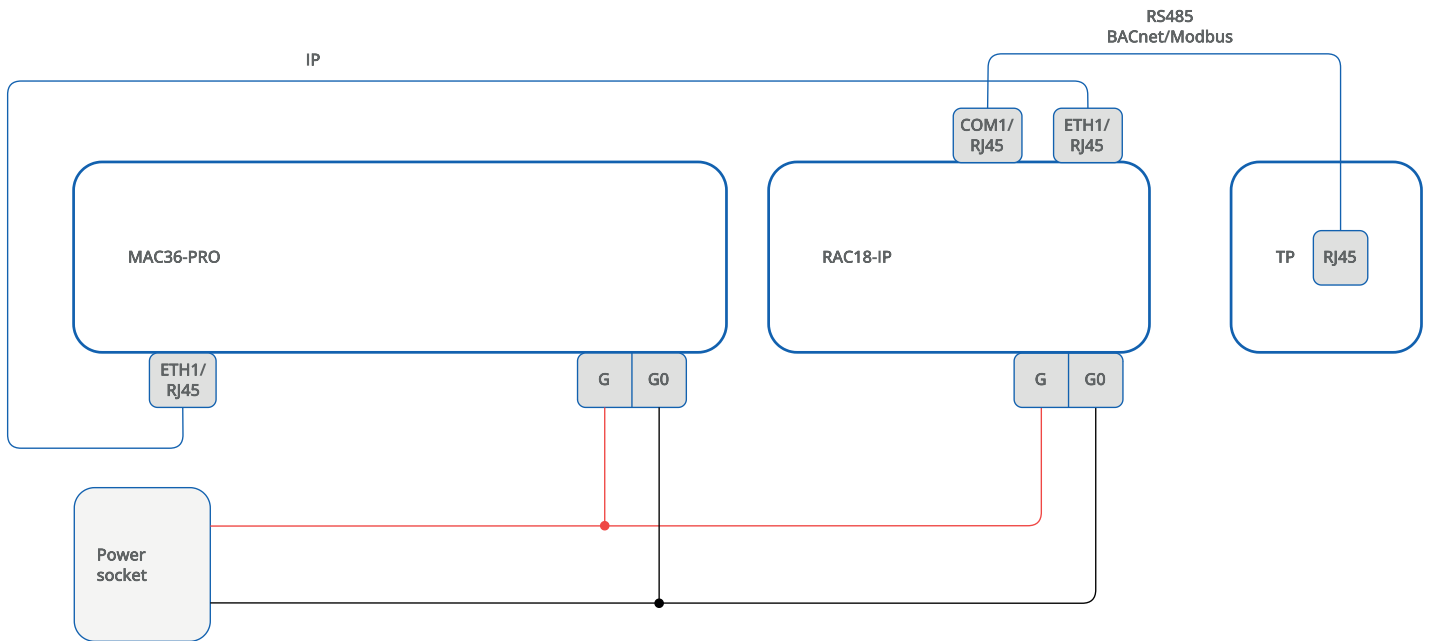 RS485
BACnet/Modbus
IP
COM1/
RJ45
ETH1/
RJ45
MAC36-PRO
RAC18-IP
TP
RJ45
ETH1/
RJ45
G
G0
G
G0
Power
socket